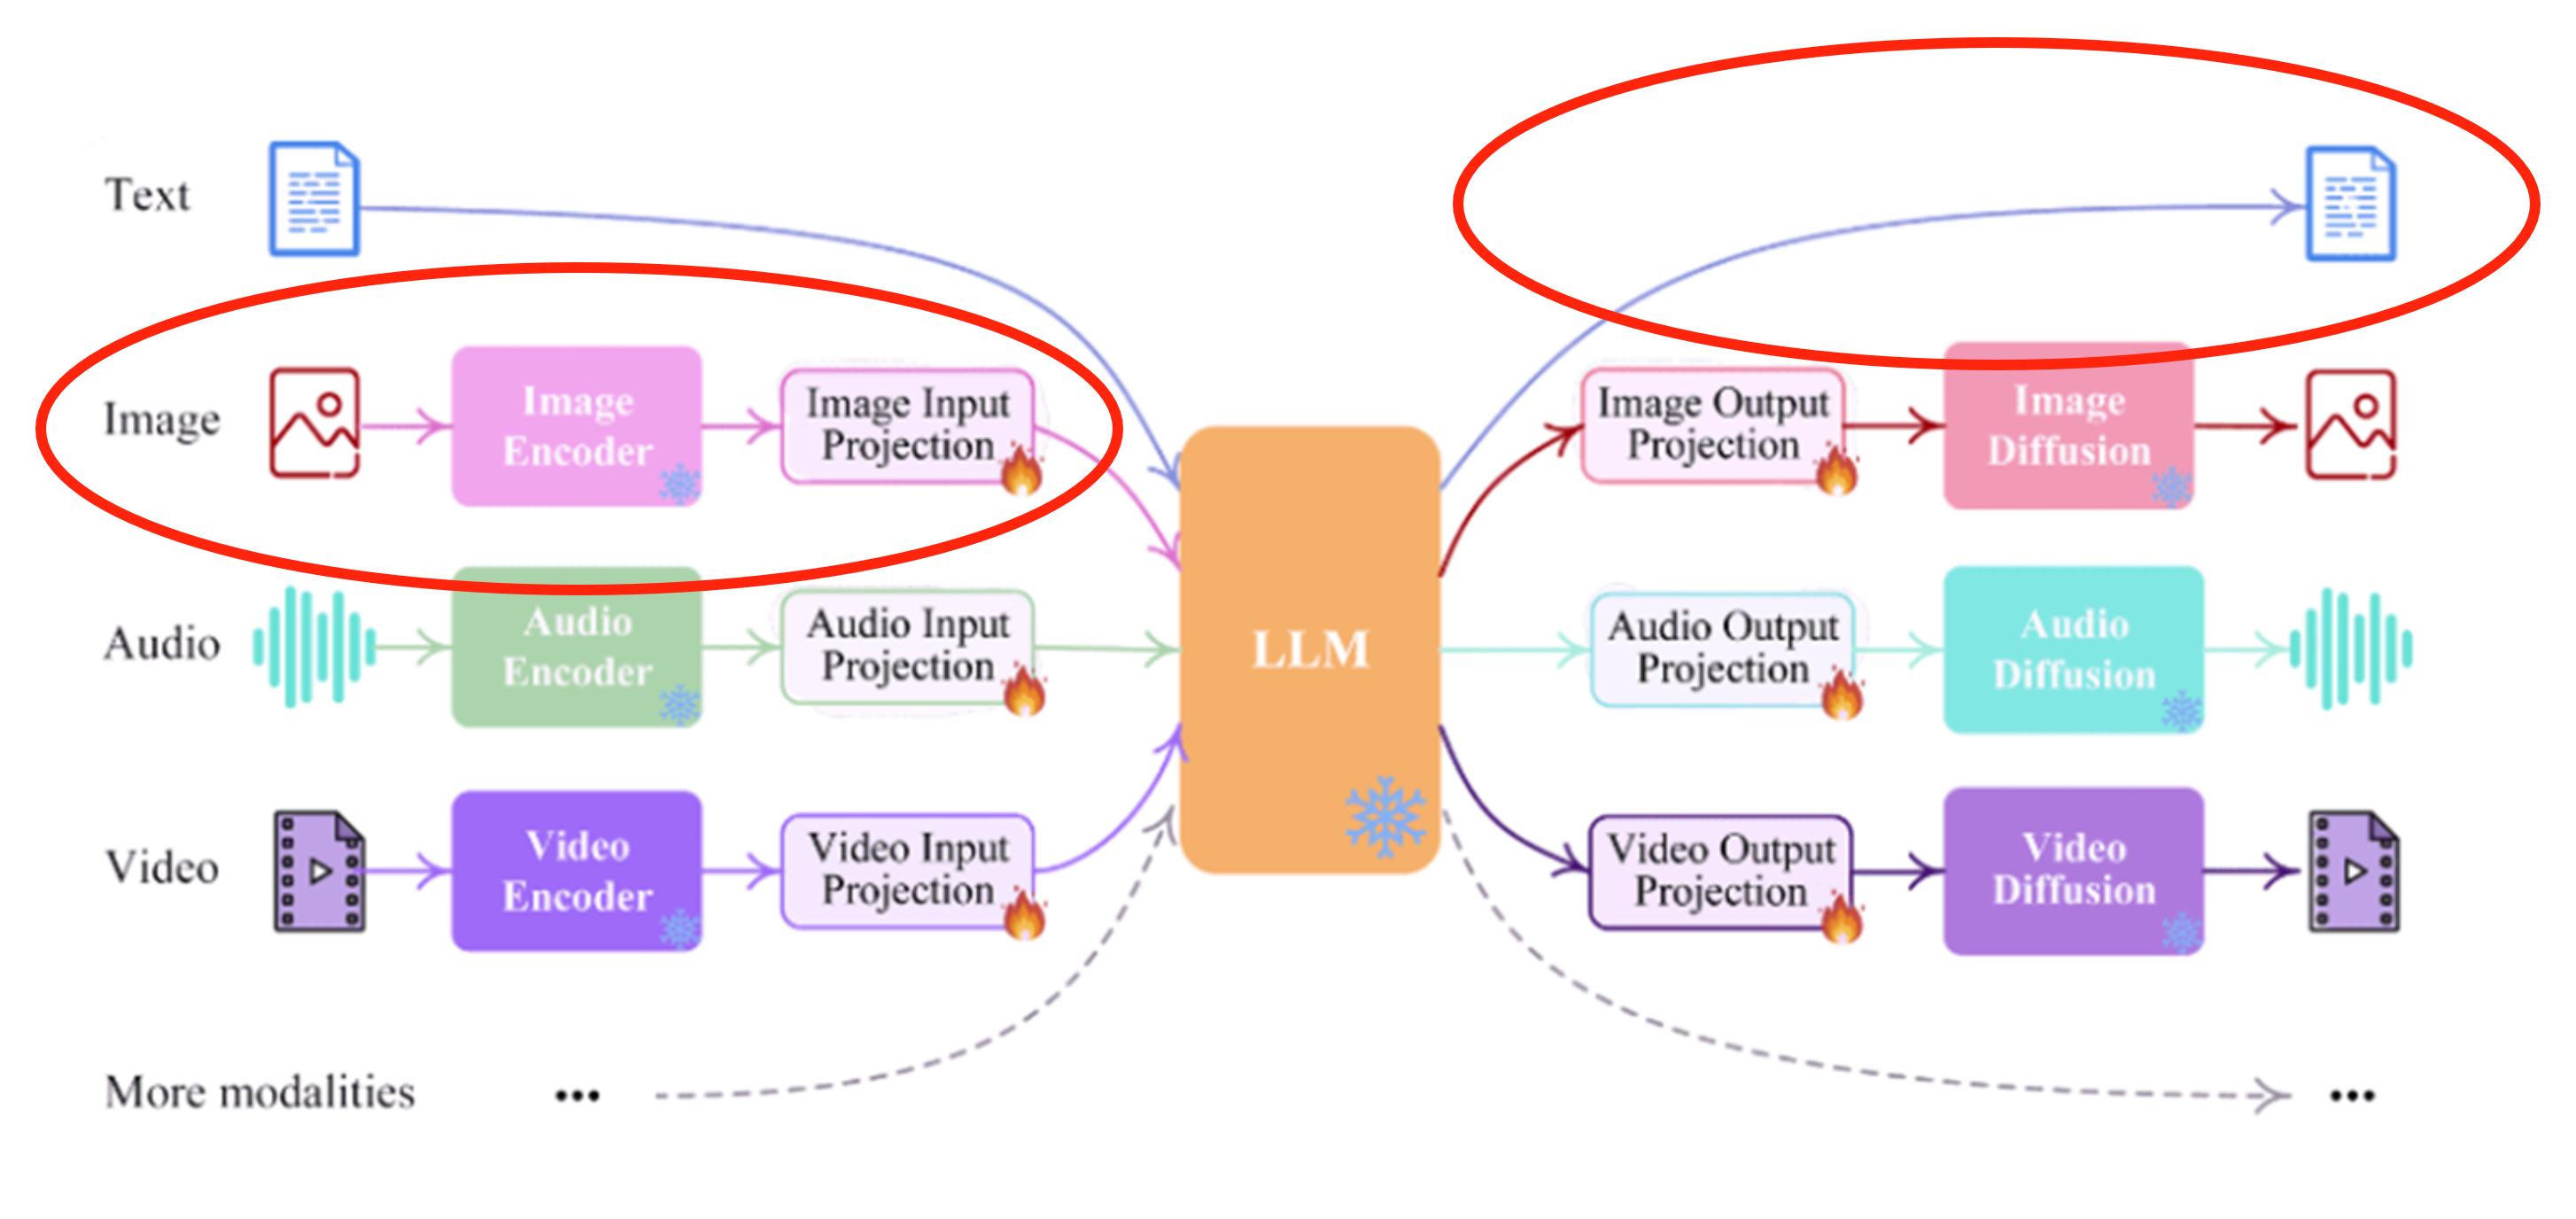 Text
Image
Image
Encoder
Image Input
Projection
Image Output
Projection
Image
Diffusion
Audio
Audio
Encoder
Audio Input
Projection
LLM
Audio Output
Projection
Audio
Diffusion
Video
Video
Encoder
Video Input
Projection
Video Output
Projection
Video
Diffusion
More modalities
...
...